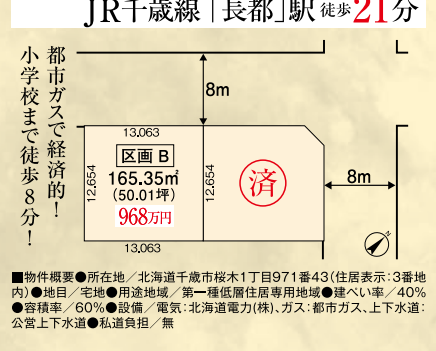 JR千歳線「長都」駅徒歩21分
都市ガスで経済的!
小学校まで徒歩8分!
8m
13.063
区画 B
165.35㎡
(50.01坪)
968万円
12.654
12.654
13.063
済
8m
N
■物件概要●所在地/北海道千歳市桜木1丁目971番43(住居表示:3番地
内)●地目/宅地●用途地域/第一種低層住居専用地域●建ぺい率/40%
●容積率/60%●設備/電気:北海道電力(株)、ガス:都市ガス、上下水道:
公営上下水道●私道負担/無